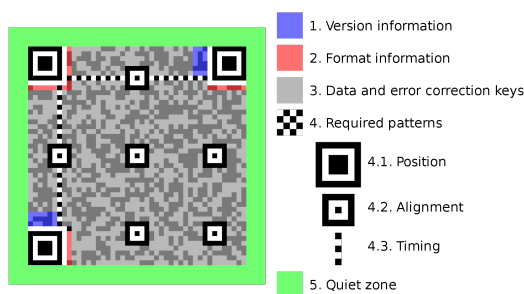 1. Version information
2. Format information
3. Data and error correction keys
4. Required patterns
4.1. Position
4.2. Alignment
4.3. Timing
5. Quiet zone